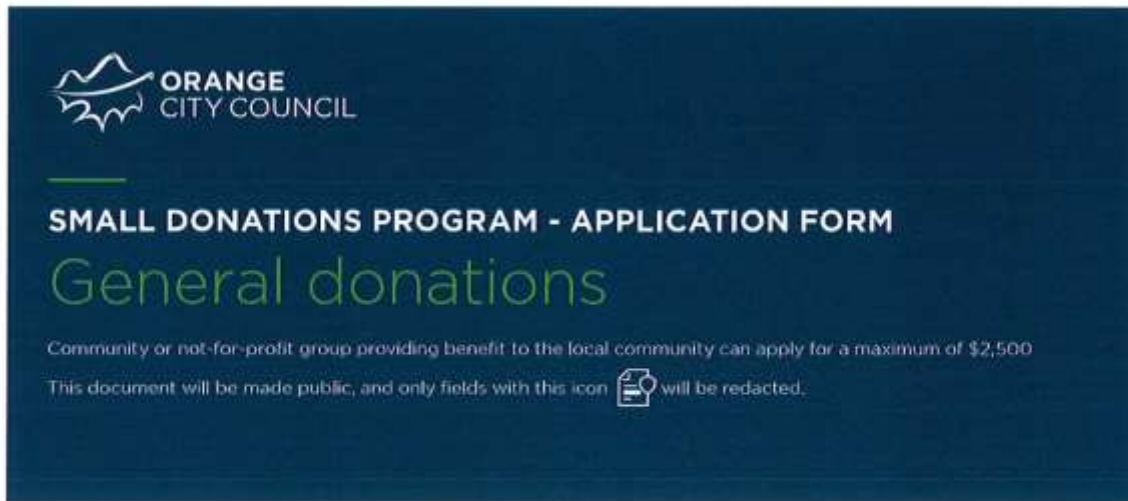 ORANGE
CITY COUNCIL
SMALL DONATIONS PROGRAM - APPLICATION FORM
General donations
Community or not-for-profit group providing benefit to the local community can apply for a maximum of $2,500
This document will be made public, and only fields with this icon will be redacted.